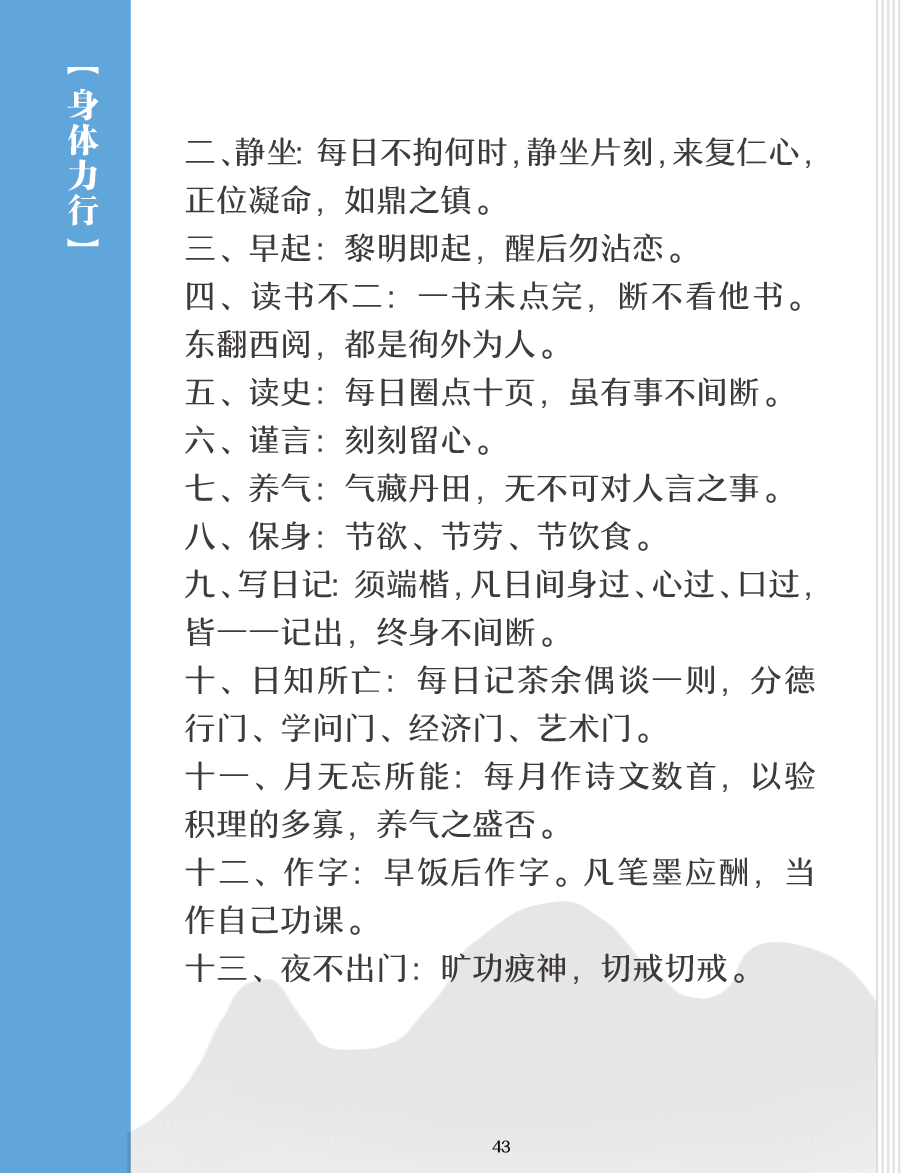 【身体力行】
二、静坐：每日不拘何时，静坐片刻，来复仁心，
正位凝命，如鼎之镇。
三、早起：黎明即起，醒后勿沾恋。
四、读书不二：一书未点完，断不看他书。
东翻西阅，都是徇外为人。
五、读史：每日圈点十页，虽有事不间断。
六、谨言：刻刻留心。
七、养气：气藏丹田，无不可对人言之事。
八、保身：节欲、节劳、节饮食。
九、写日记：须端楷，凡日间身过、心过、口过，
皆一一记出，终身不间断。
十、日知所亡：每日记茶余偶谈一则，分德
行门、学问门、经济门、艺术门。
十一、月无忘所能：每月作诗文数首，以验
积理的多寡，养气之盛否。
十二、作字：早饭后作字。凡笔墨应酬，当
作自己功课。
十三、夜不出门：旷功疲神，切戒切戒。
43